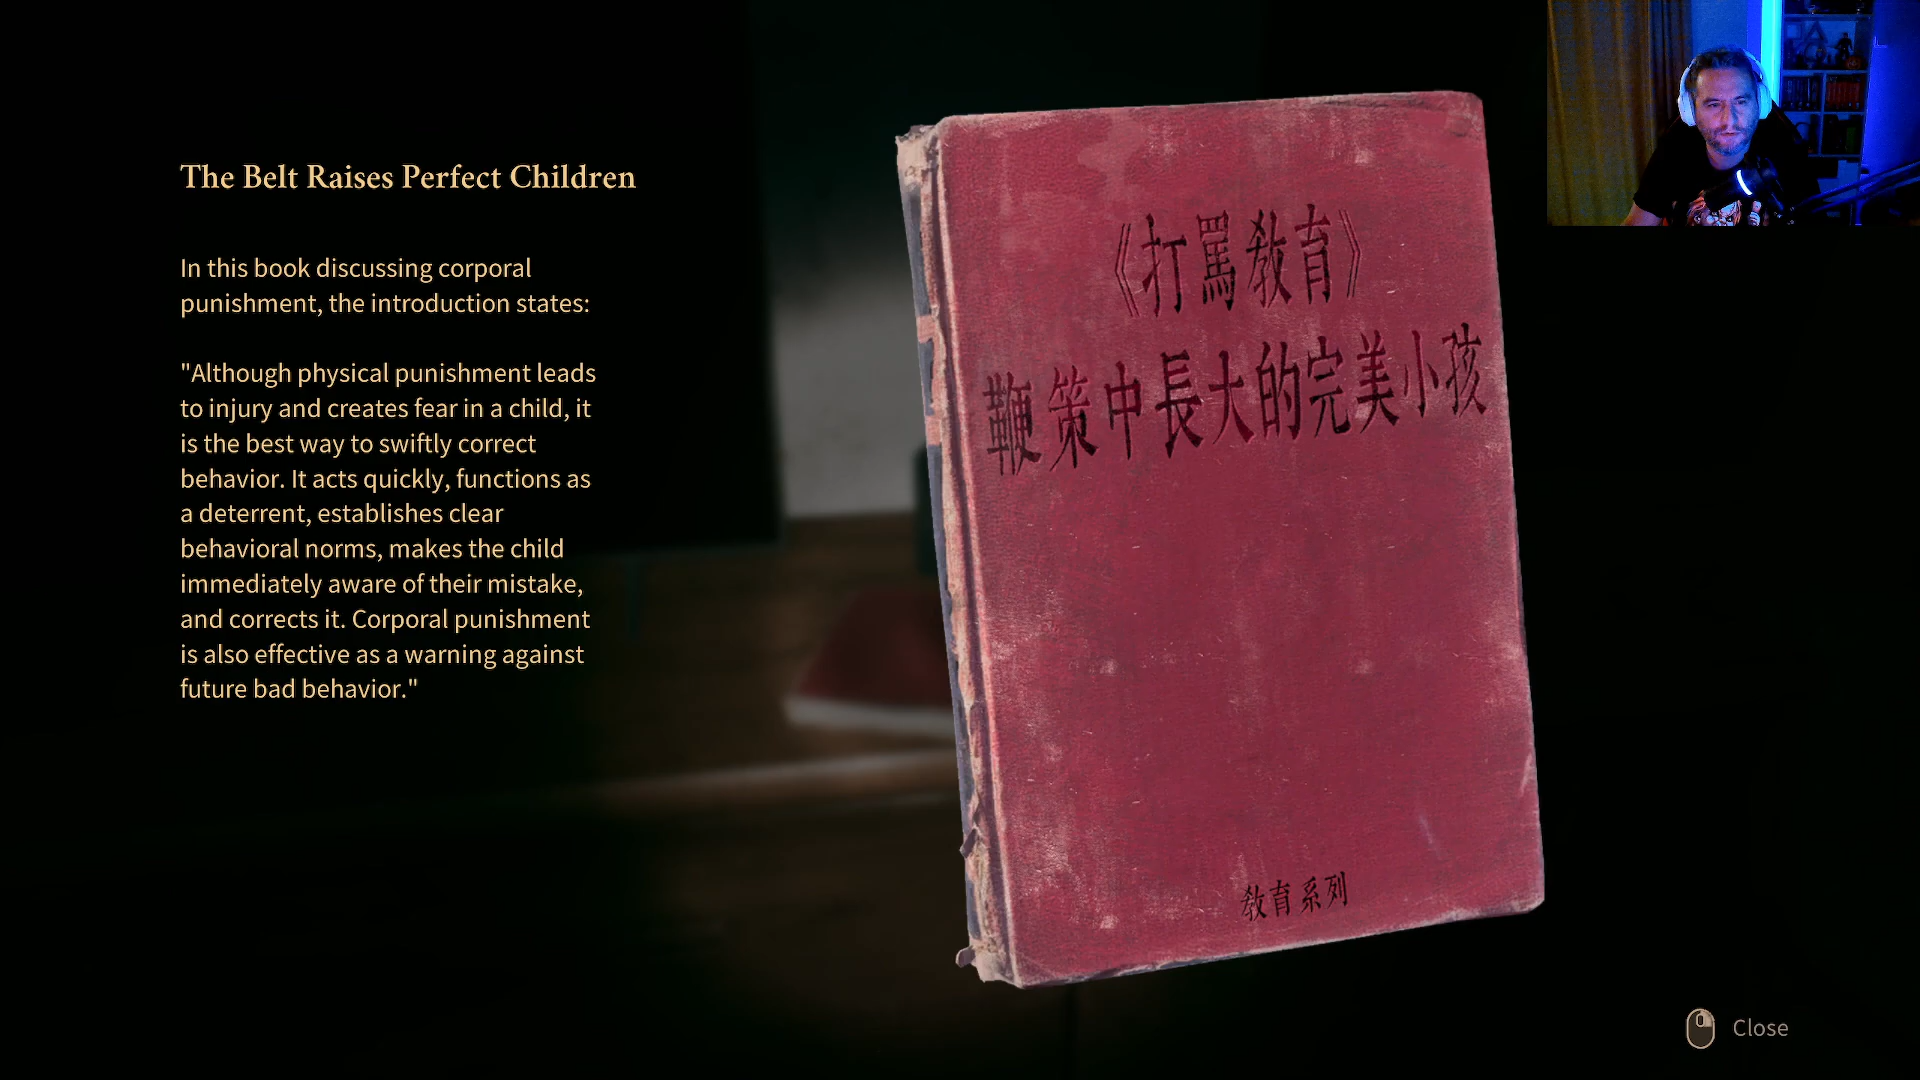 The Belt Raises Perfect Children
In this book discussing corporal
punishment, the introduction states:
"Although physical punishment leads
to injury and creates fear in a child, it
is the best way to swiftly correct
behavior. It acts quickly, functions as
a deterrent, establishes clear
behavioral norms, makes the child
immediately aware of their mistake,
and corrects it. Corporal punishment
is also effective as a warning against
future bad behavior."
《打罵教育》
鞭策中長大的完美小孩
教育系列
Close